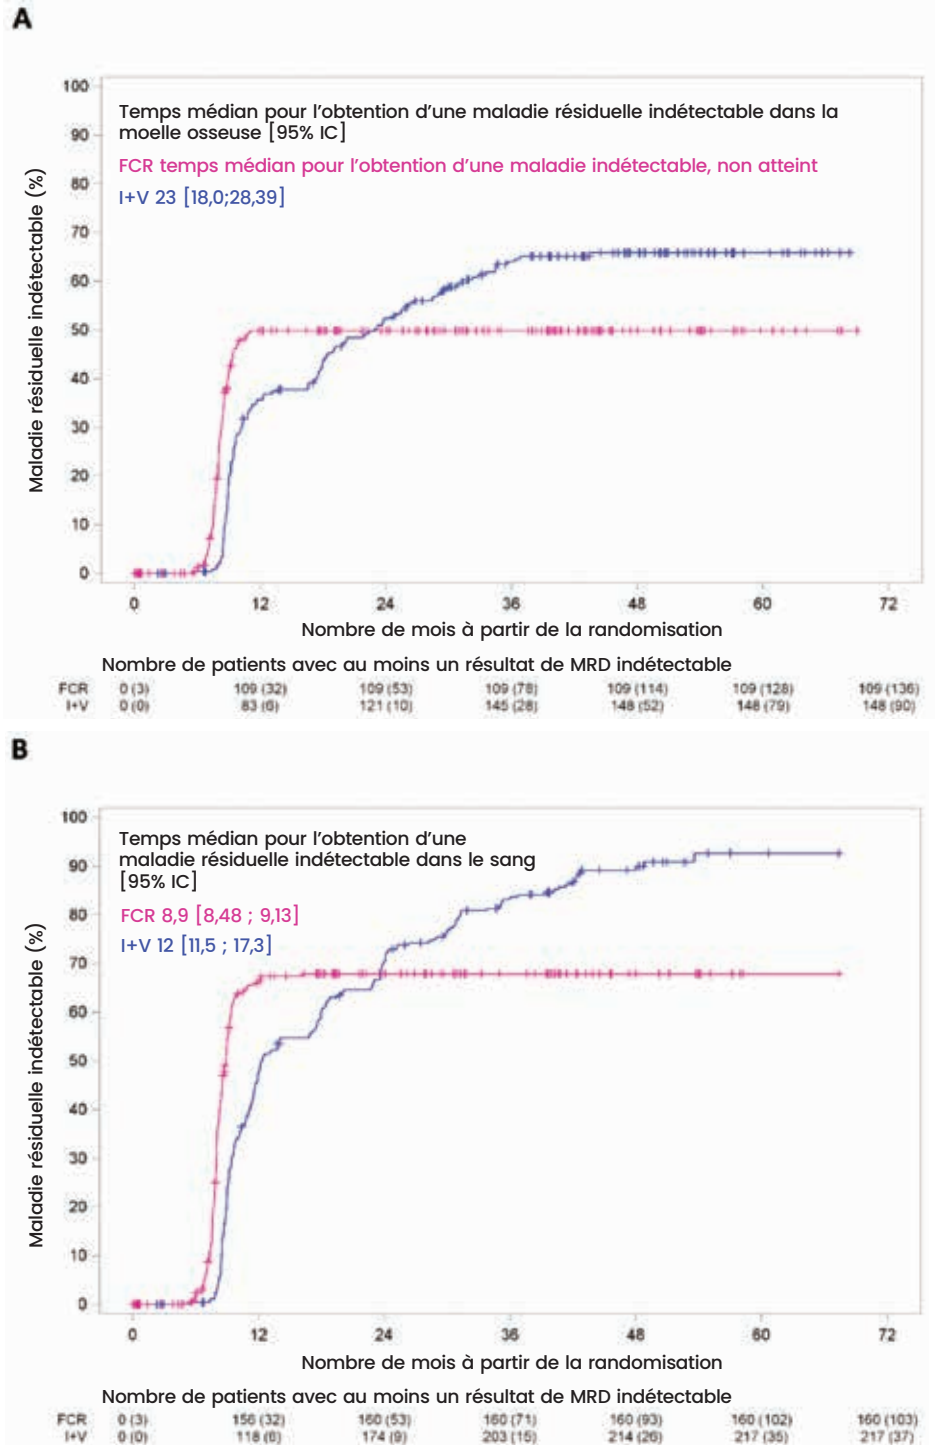 A
100
90
80
70
60
50
40
30
20
10
0
Maladie résiduelle indétectable (%)
Temps médian pour l'obtention d'une maladie résiduelle indétectable dans la
moelle osseuse [95% IC]
FCR temps médian pour l'obtention d'une maladie indétectable, non atteint
I+V 23 [18,0;28,39]
0 12 24 36 48 60 72
Nombre de mois à partir de la randomisation
Nombre de patients avec au moins un résultat de MRD indétectable
FCR 0 (3) 109 (32) 109 (53) 109 (78) 109 (114) 109 (128) 109 (136)
I+V 0 (0) 83 (6) 121 (10) 145 (28) 148 (52) 148 (79) 148 (90)
B
100
90
80
70
60
50
40
30
20
10
0
Maladie résiduelle indétectable (%)
Temps médian pour l'obtention d'une
maladie résiduelle indétectable dans le sang
[95% IC]
FCR 8,9 [8,48 ; 9,13]
I+V 12 [11,5 ; 17,3]
0 12 24 36 48 60 72
Nombre de mois à partir de la randomisation
Nombre de patients avec au moins un résultat de MRD indétectable
FCR 0 (3) 156 (32) 160 (53) 160 (71) 160 (93) 160 (102) 160 (103)
I+V 0 (0) 118 (6) 174 (9) 203 (15) 214 (26) 217 (35) 217 (37)